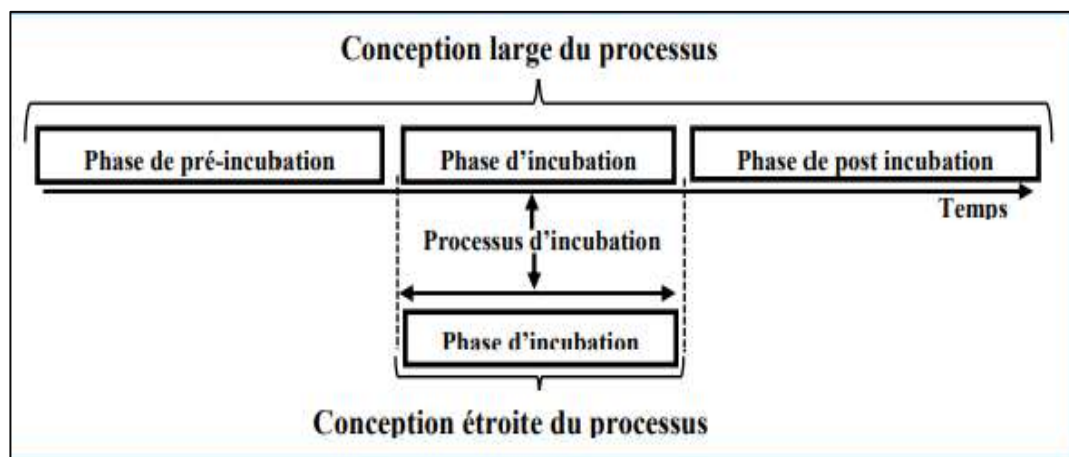 Conception large du processus
Phase de pré-incubation
Phase d'incubation
Phase de post incubation
Temps
Processus d'incubation
Phase d'incubation
Conception étroite du processus